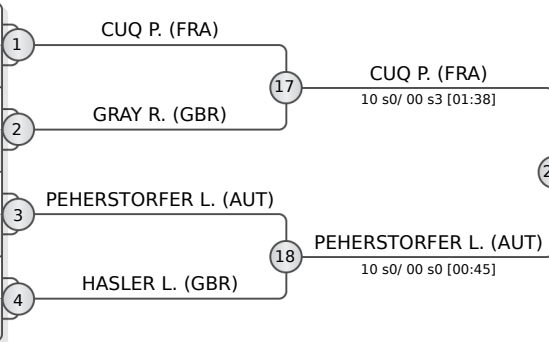 1
CUQ P. (FRA)
17
CUQ P. (FRA)
10 s0/ 00 s3 [01:38]
2
GRAY R. (GBR)
3
PEHERSTORFER L. (AUT)
18
PEHERSTORFER L. (AUT)
10 s0/ 00 s0 [00:45]
4
HASLER L. (GBR)